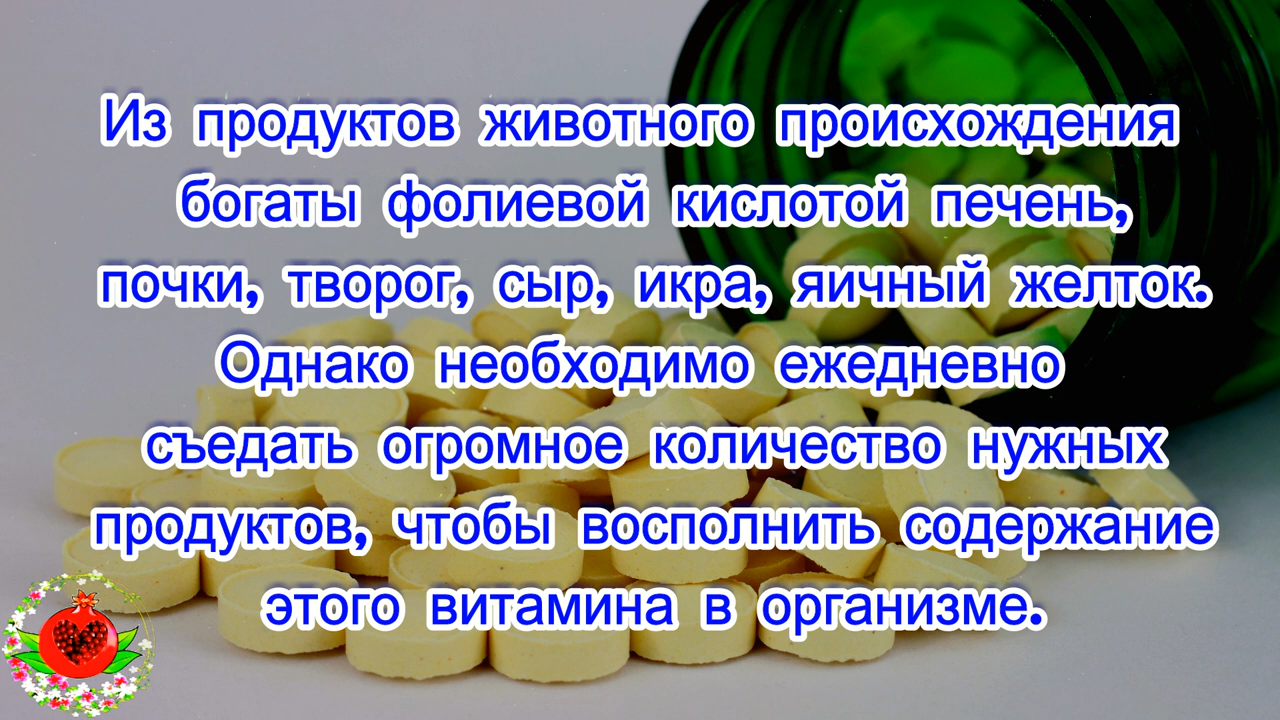 Из продуктов животного происхождения
богаты фолиевой кислотой печень,
почки, творог, сыр, икра, яичный желток.
Однако необходимо ежедневно
съедать огромное количество нужных
продуктов, чтобы восполнить содержание
этого витамина в организме.